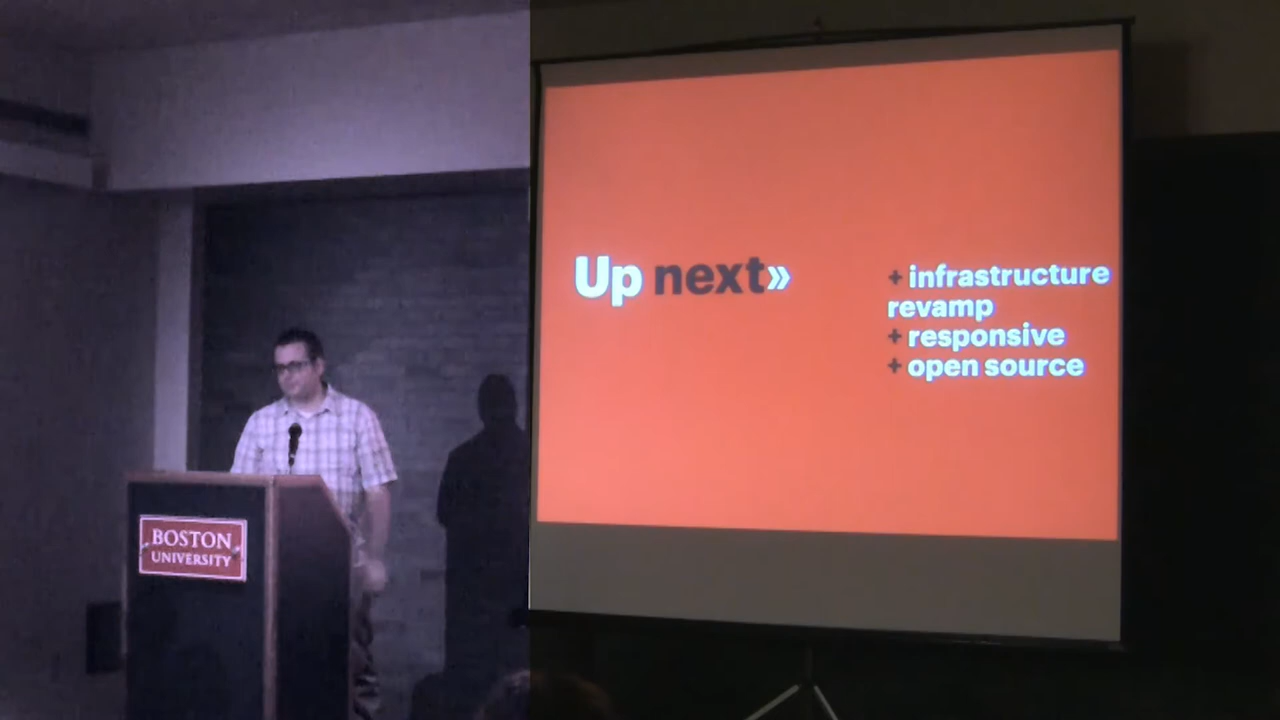 Up next»
+ infrastructure
revamp
+ responsive
+ open source
BOSTON
UNIVERSITY